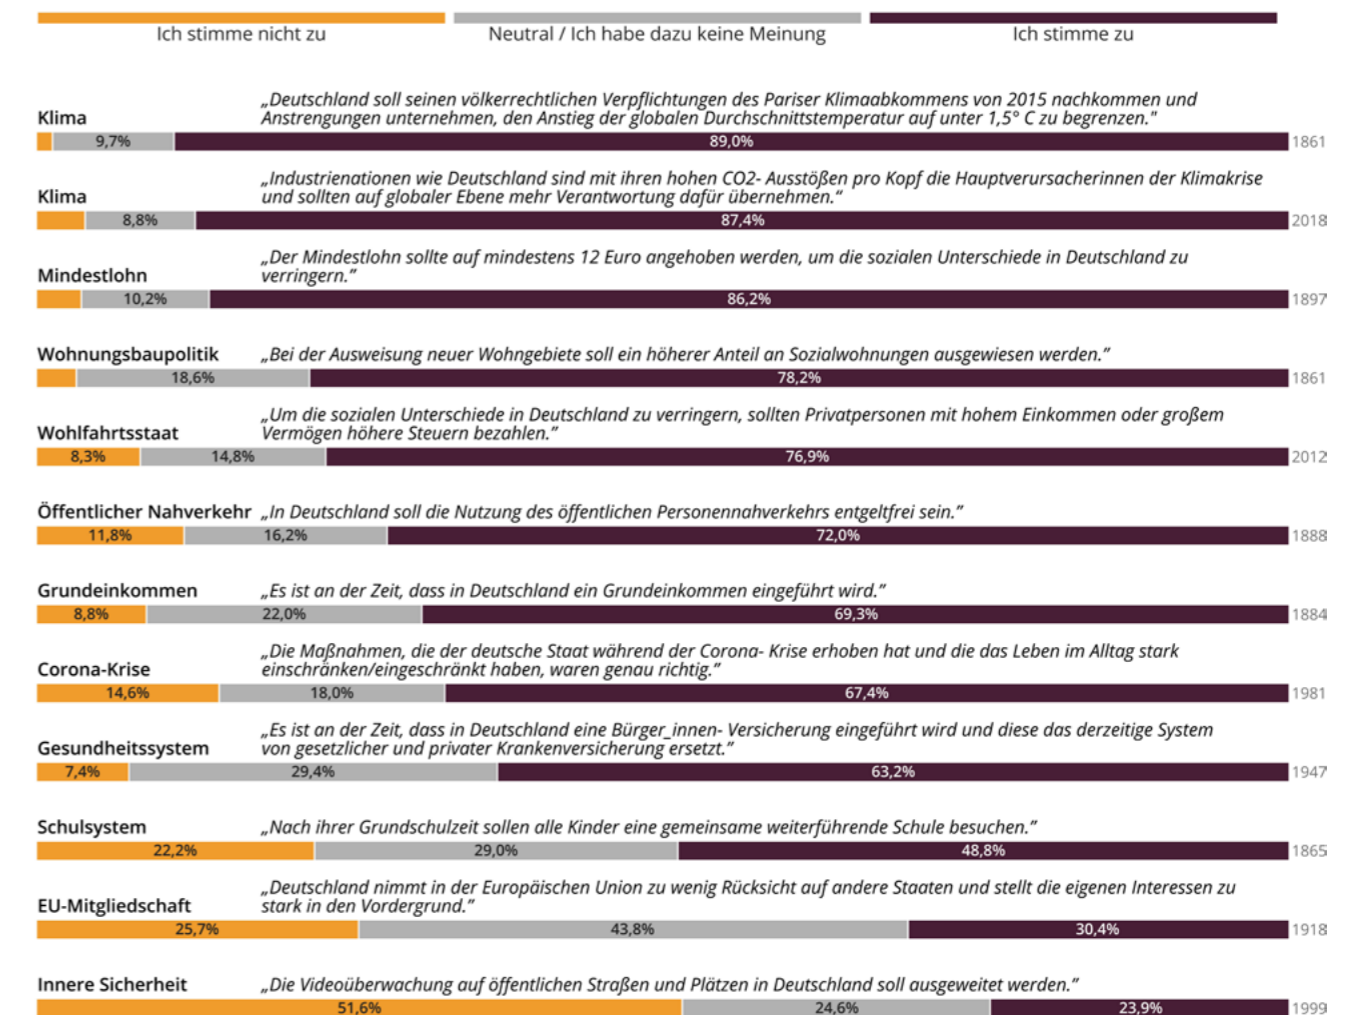 Ich stimme nicht zu
Neutral / Ich habe dazu keine Meinung
Ich stimme zu
Klima
„Deutschland soll seinen völkerrechtlichen Verpflichtungen des Pariser Klimaabkommens von 2015 nachkommen und
Anstrengungen unternehmen, den Anstieg der globalen Durchschnittstemperatur auf unter 1,5° C zu begrenzen."
9,7% 89,0% 1861
Klima
„Industrienationen wie Deutschland sind mit ihren hohen CO2- Ausstößen pro Kopf die Hauptverursacherinnen der Klimakrise
und sollten auf globaler Ebene mehr Verantwortung dafür übernehmen.“
8,8% 87,4% 2018
Mindestlohn
„Der Mindestlohn sollte auf mindestens 12 Euro angehoben werden, um die sozialen Unterschiede in Deutschland zu
verringern.”
10,2% 86,2% 1897
Wohnungsbaupolitik
„Bei der Ausweisung neuer Wohngebiete soll ein höherer Anteil an Sozialwohnungen ausgewiesen werden.”
18,6% 78,2% 1861
Wohlfahrtsstaat
„Um die sozialen Unterschiede in Deutschland zu verringern, sollten Privatpersonen mit hohem Einkommen oder großem
Vermögen höhere Steuern bezahlen.”
8,3% 14,8% 76,9% 2012
Öffentlicher Nahverkehr
„In Deutschland soll die Nutzung des öffentlichen Personennahverkehrs entgeltfrei sein.”
11,8% 16,2% 72,0% 1888
Grundeinkommen
„Es ist an der Zeit, dass in Deutschland ein Grundeinkommen eingeführt wird.”
8,8% 22,0% 69,3% 1884
Corona-Krise
„Die Maßnahmen, die der deutsche Staat während der Corona- Krise erhoben hat und die das Leben im Alltag stark
einschränken/eingeschränkt haben, waren genau richtig.”
14,6% 18,0% 67,4% 1981
Gesundheitssystem
„Es ist an der Zeit, dass in Deutschland eine Bürger_innen- Versicherung eingeführt wird und diese das derzeitige System
von gesetzlicher und privater Krankenversicherung ersetzt.”
7,4% 29,4% 63,2% 1947
Schulsystem
„Nach ihrer Grundschulzeit sollen alle Kinder eine gemeinsame weiterführende Schule besuchen.”
22,2% 29,0% 48,8% 1865
EU-Mitgliedschaft
„Deutschland nimmt in der Europäischen Union zu wenig Rücksicht auf andere Staaten und stellt die eigenen Interessen zu
stark in den Vordergrund.”
25,7% 43,8% 30,4% 1918
Innere Sicherheit
„Die Videoüberwachung auf öffentlichen Straßen und Plätzen in Deutschland soll ausgeweitet werden.”
51,6% 24,6% 23,9% 1999